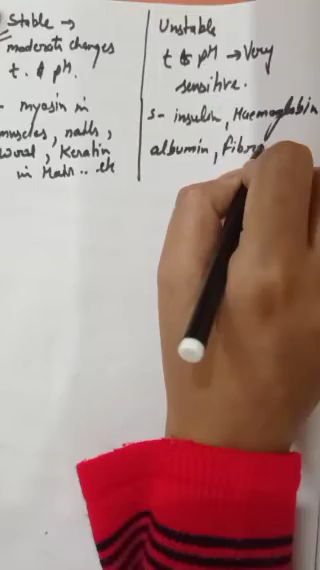 Stable →
moderate changes
t. & pH.
- myosin in
muscles, nails,
wool, Keratin
in Hair .. etc
Unstable
t & pH → Very
sensitive.
s- insulin, Haemoglobin
albumin, fibro